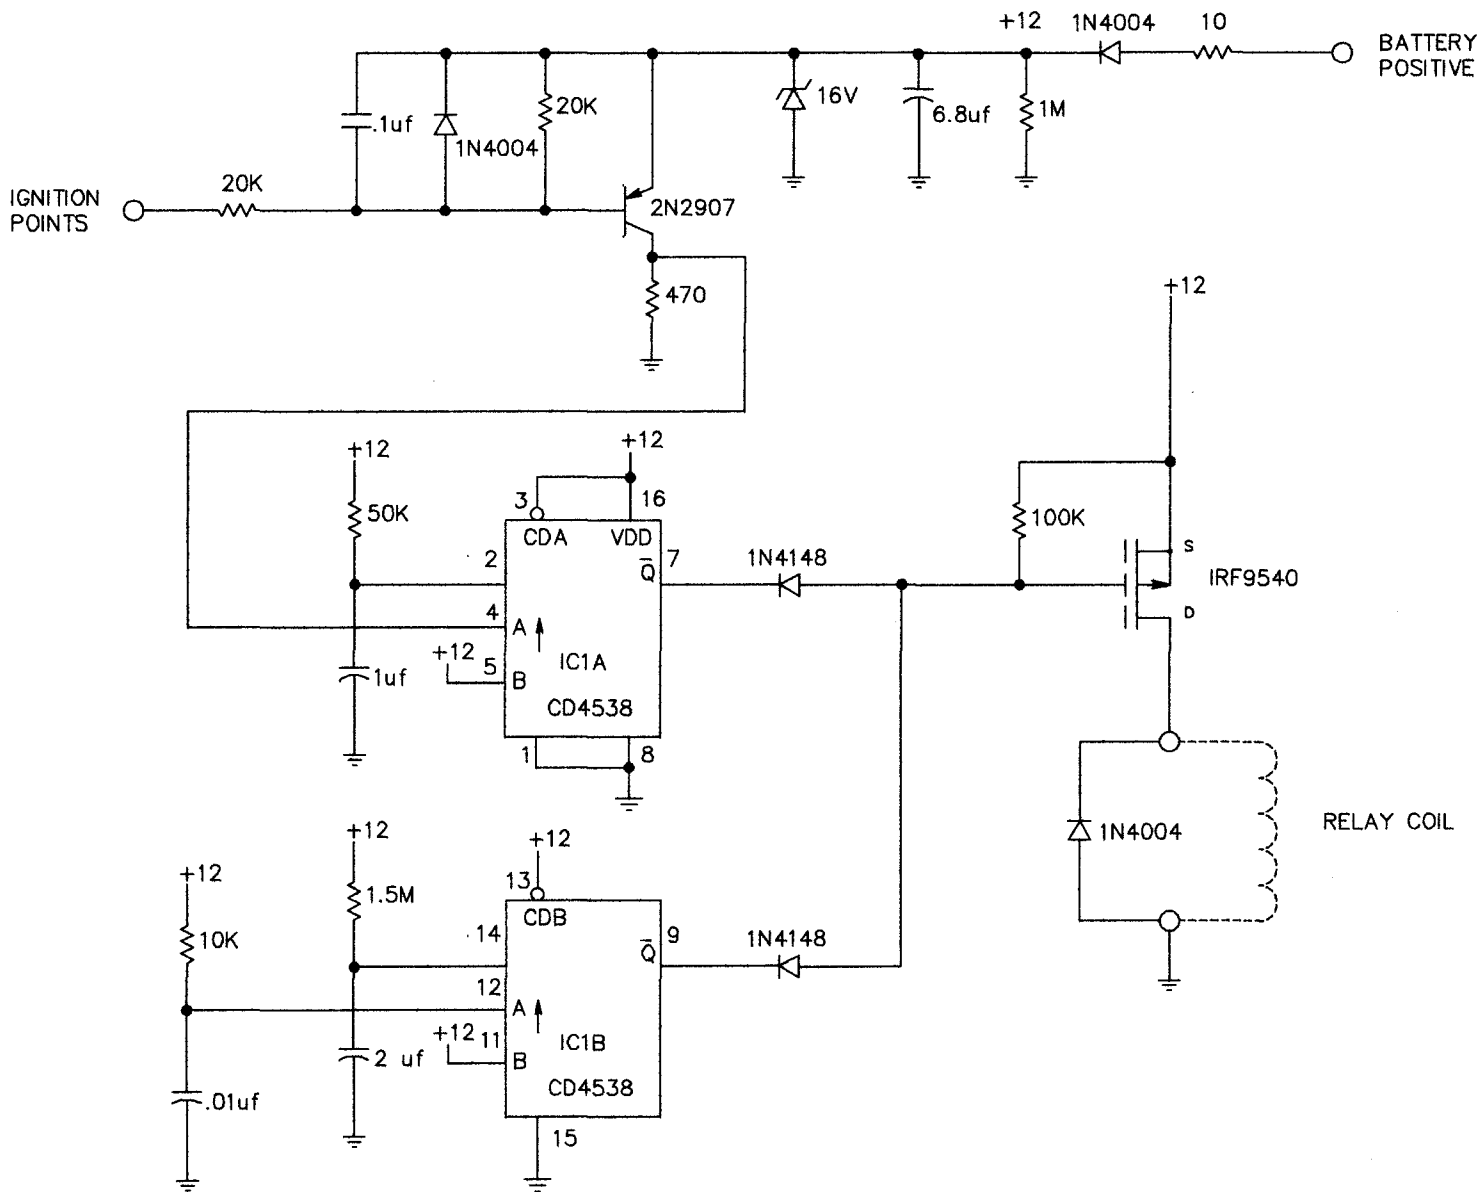 +12 1N4004 10
BATTERY
POSITIVE
.1uf
1N4004
20K
16V
6.8uf
1M
IGNITION
POINTS
20K
2N2907
470
+12
+12
+12
3
16
50K
CDA
VDD
2
Q̅
7
1N4148
100K
S
IRF9540
4
A
D
+12
5
B
IC1A
1uf
CD4538
1
8
+12
+12
+12
13
1.5M
1N4004
RELAY COIL
10K
CDB
14
Q̅
9
1N4148
12
A
+12
11
B
IC1B
2 uf
CD4538
.01uf
15